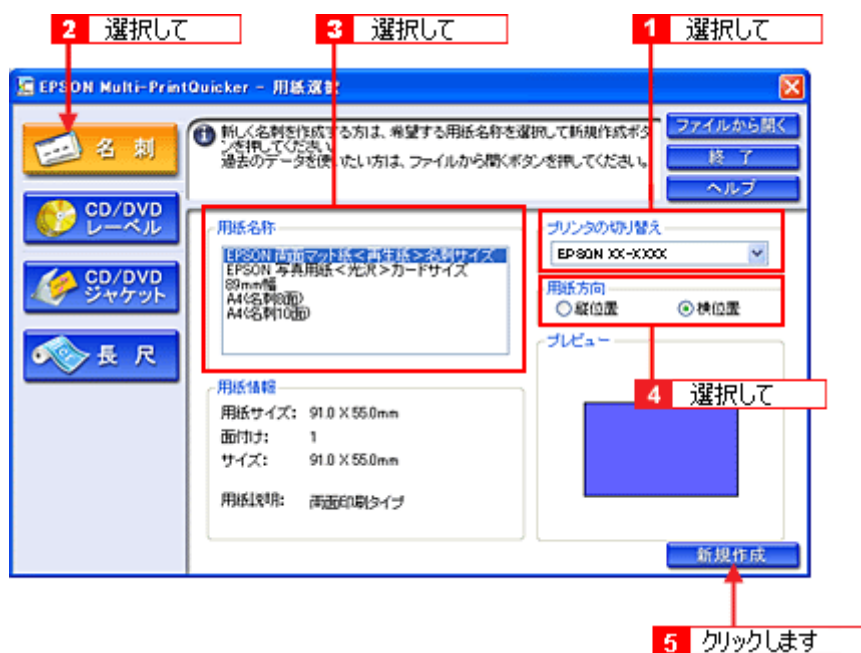 2 選択して
3 選択して
1 選択して
EPSON Multi-PrintQuicker - 用紙選択
名 刺
CD/DVD
レーベル
CD/DVD
ジャケット
長 尺
新しく名刺を作成する方は、希望する用紙名称を選択して新規作成ボタ
ンを押してください。
過去のデータを使いたい方は、ファイルから開くボタンを押してください。
ファイルから開く
終 了
ヘルプ
用紙名称
EPSON 両面マット紙<再生紙>名刺サイズ
EPSON 写真用紙<光沢>カードサイズ
89mm幅
A4(名刺8面)
A4(名刺10面)
プリンタの切り替え
EPSON XX-XXXX
用紙方向
縦位置
横位置
4 選択して
プレビュー
用紙情報
用紙サイズ: 91.0 X 55.0mm
面付け: 1
サイズ: 91.0 X 55.0mm
用紙説明: 両面印刷タイプ
新規作成
5 クリックします